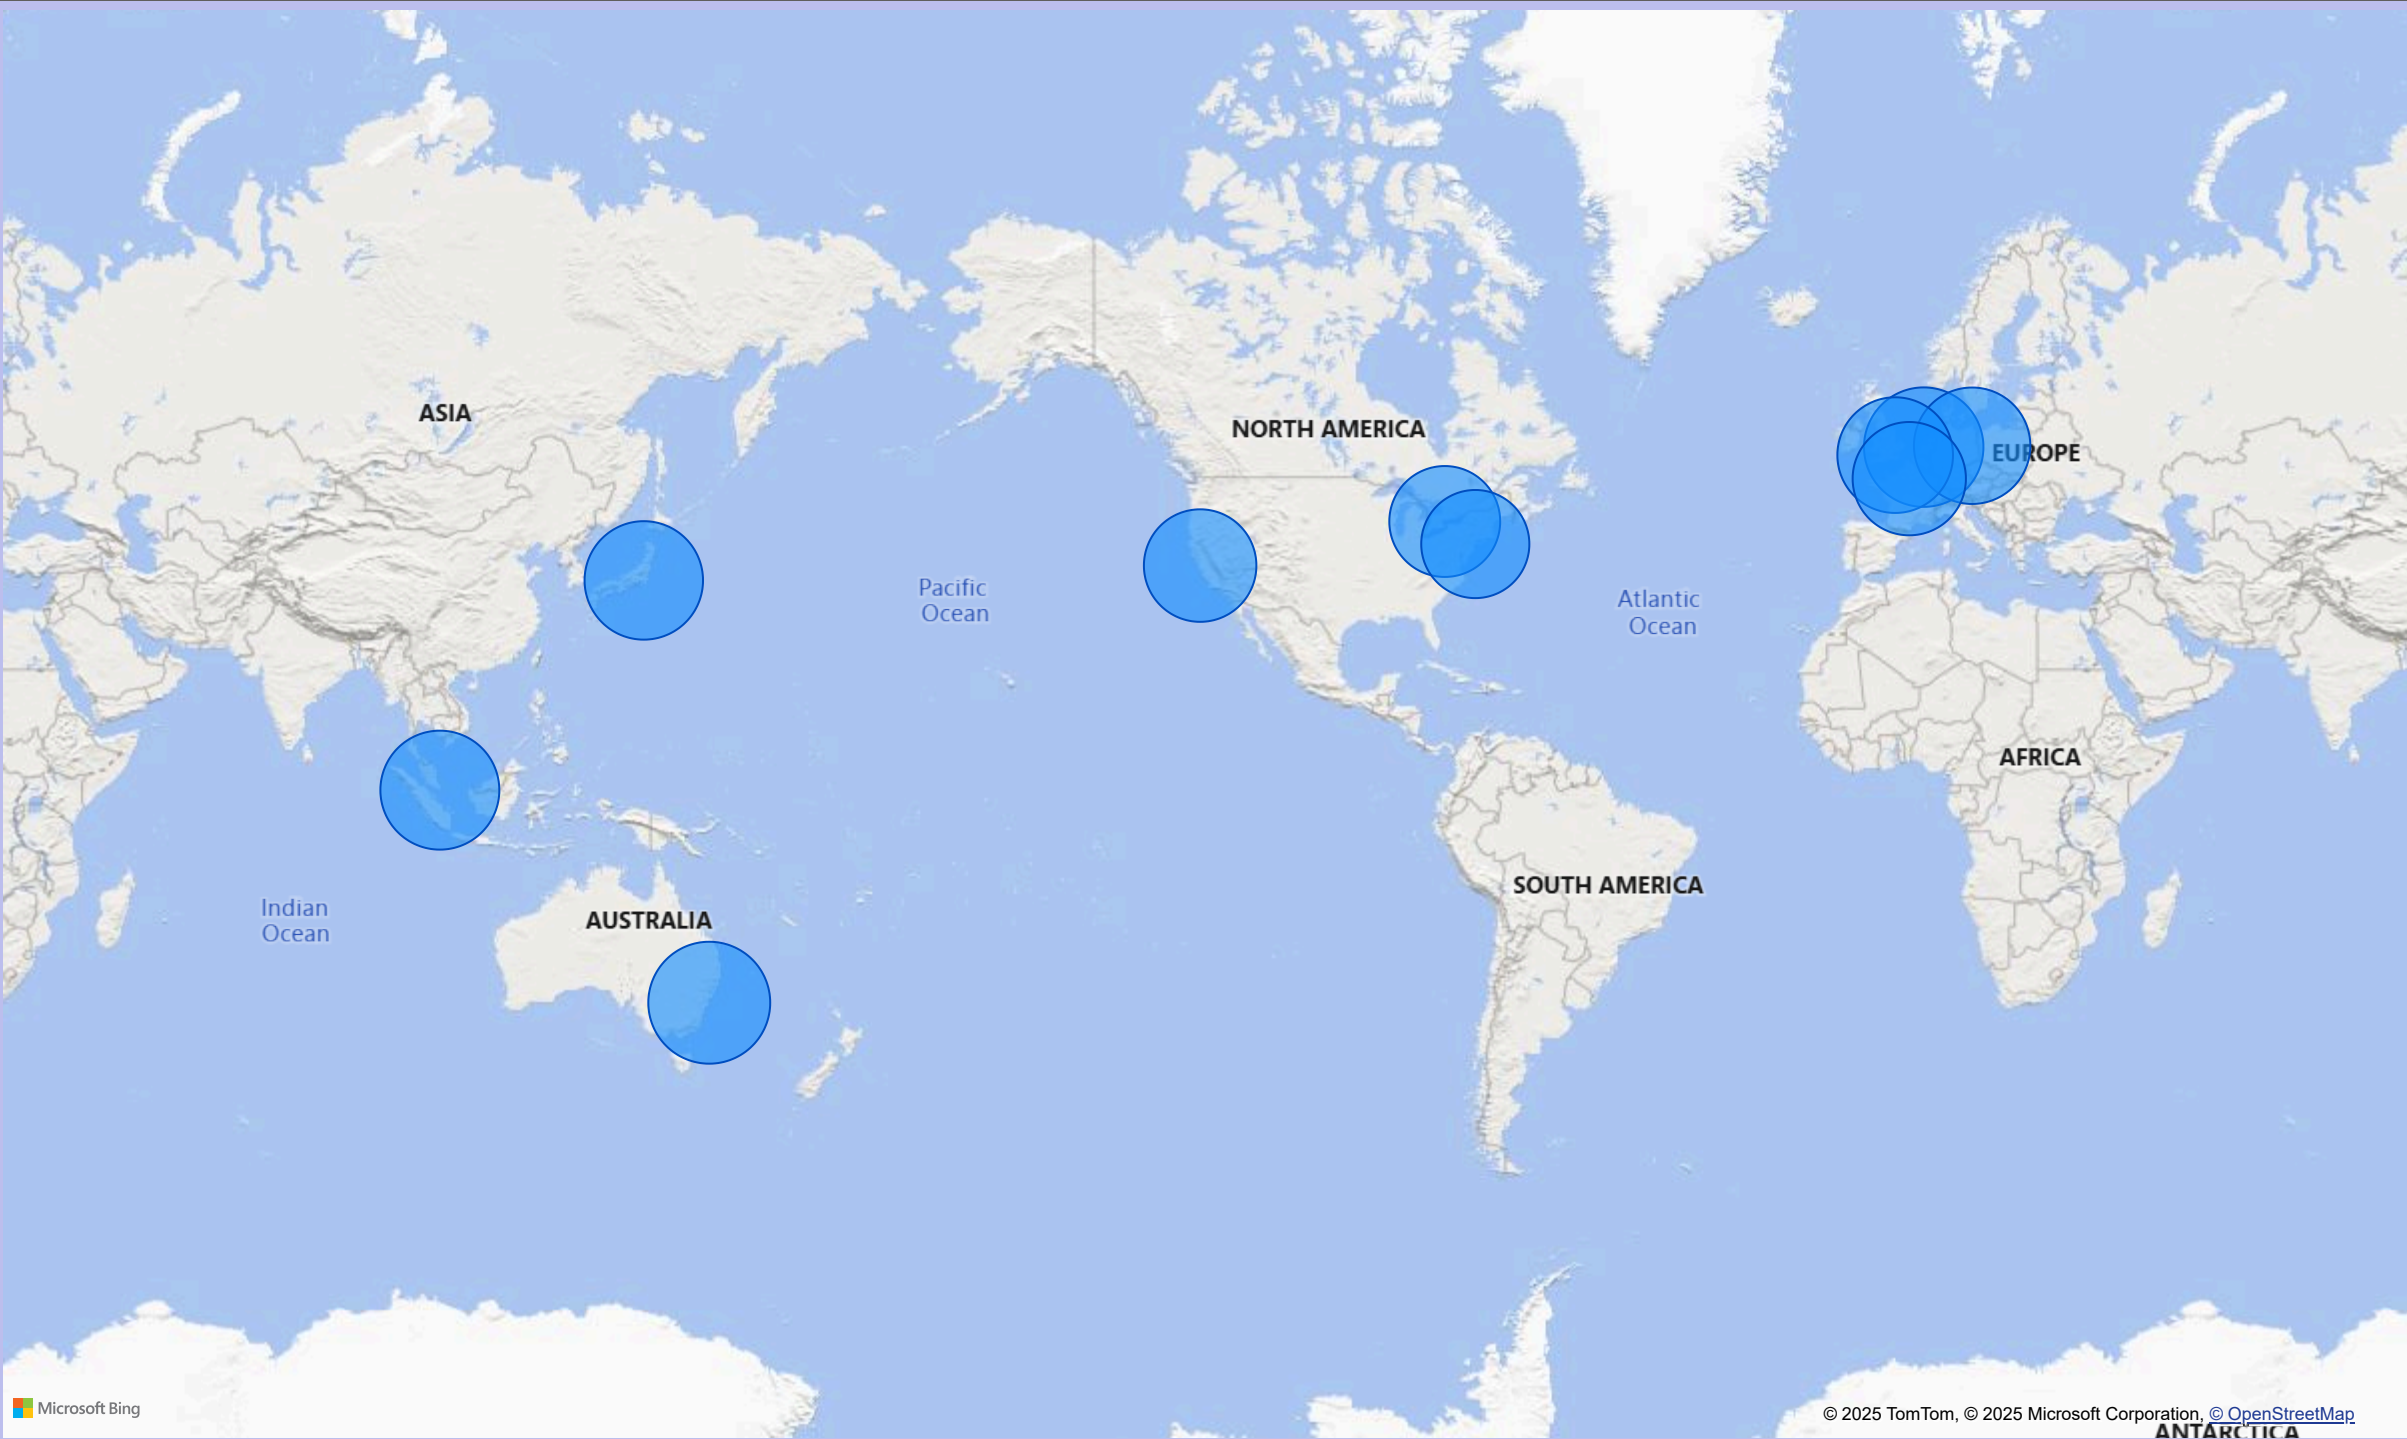 ASIA
NORTH AMERICA
EUROPE
Pacific
Ocean
Atlantic
Ocean
AFRICA
SOUTH AMERICA
Indian
Ocean
AUSTRALIA
Microsoft Bing
© 2025 TomTom, © 2025 Microsoft Corporation, © OpenStreetMap
ANTARCTICA